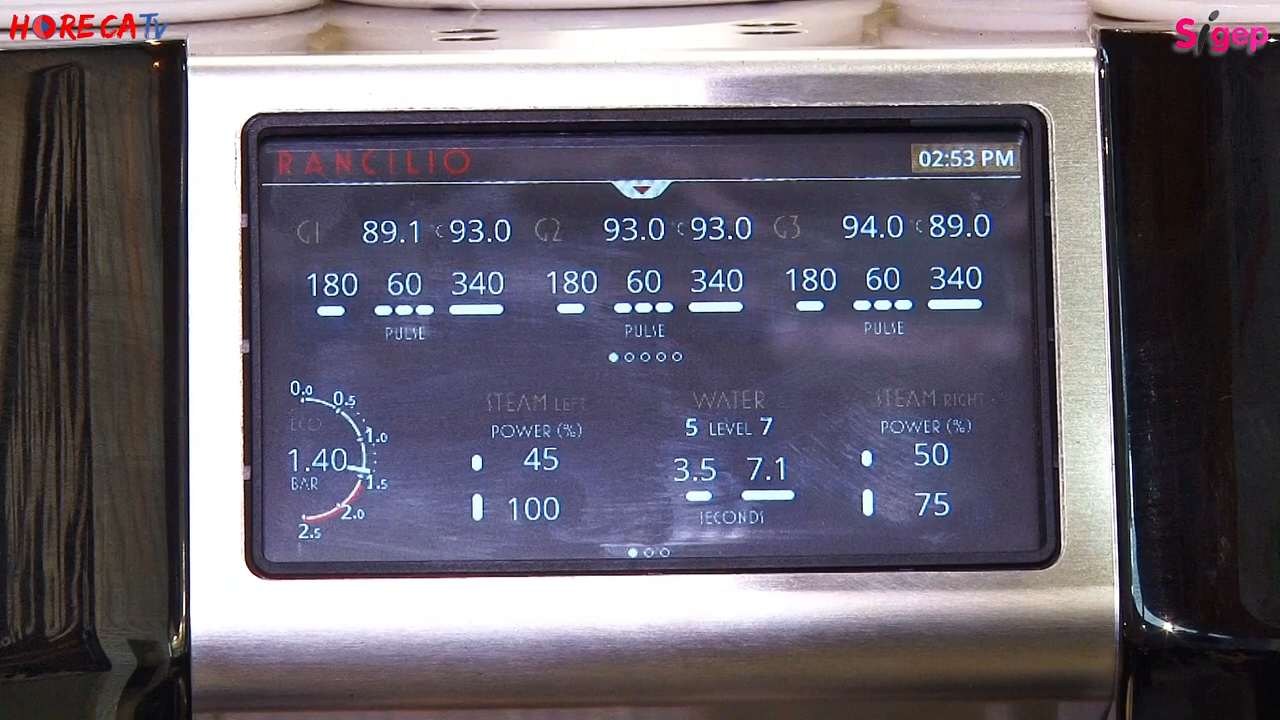 HORECA Tv
Sigep
RANCILIO 02:53 PM
G1 89.1 °C 93.0 G2 93.0 °C 93.0 G3 94.0 °C 89.0
180 60 340 180 60 340 180 60 340
PULSE PULSE PULSE
0.0 0.5 1.0 1.5 2.0 2.5
ECO
1.40
BAR
STEAM LEFT
POWER (%)
45
100
WATER
5 LEVEL 7
3.5 7.1
SECONDS
STEAM RIGHT
POWER (%)
50
75